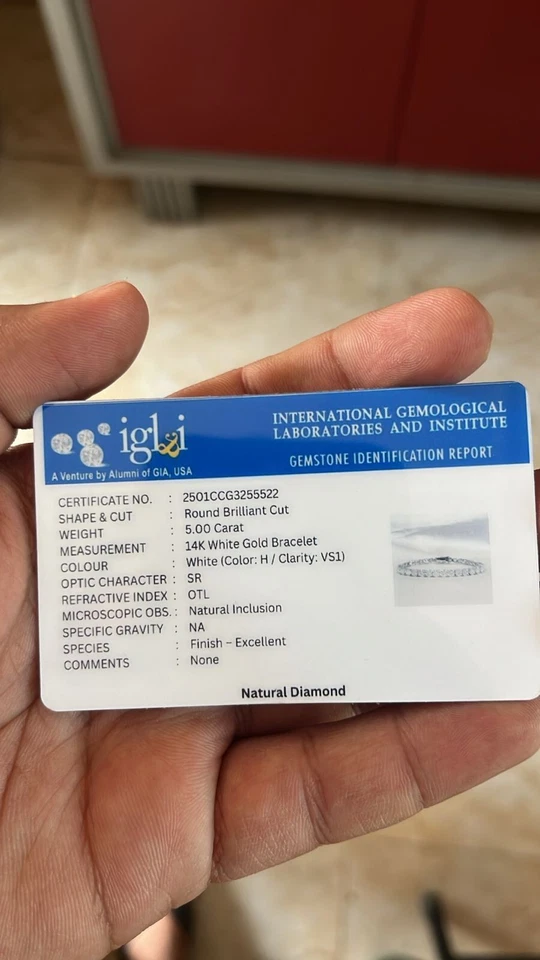 igl&i
A Venture by Alumni of GIA, USA
INTERNATIONAL GEMOLOGICAL
LABORATORIES AND INSTITUTE
GEMSTONE IDENTIFICATION REPORT
CERTIFICATE NO. : 2501CCG3255522
SHAPE & CUT : Round Brilliant Cut
WEIGHT : 5.00 Carat
MEASUREMENT : 14K White Gold Bracelet
COLOUR : White (Color: H / Clarity: VS1)
OPTIC CHARACTER : SR
REFRACTIVE INDEX : OTL
MICROSCOPIC OBS. : Natural Inclusion
SPECIFIC GRAVITY : NA
SPECIES : Finish – Excellent
COMMENTS : None
Natural Diamond